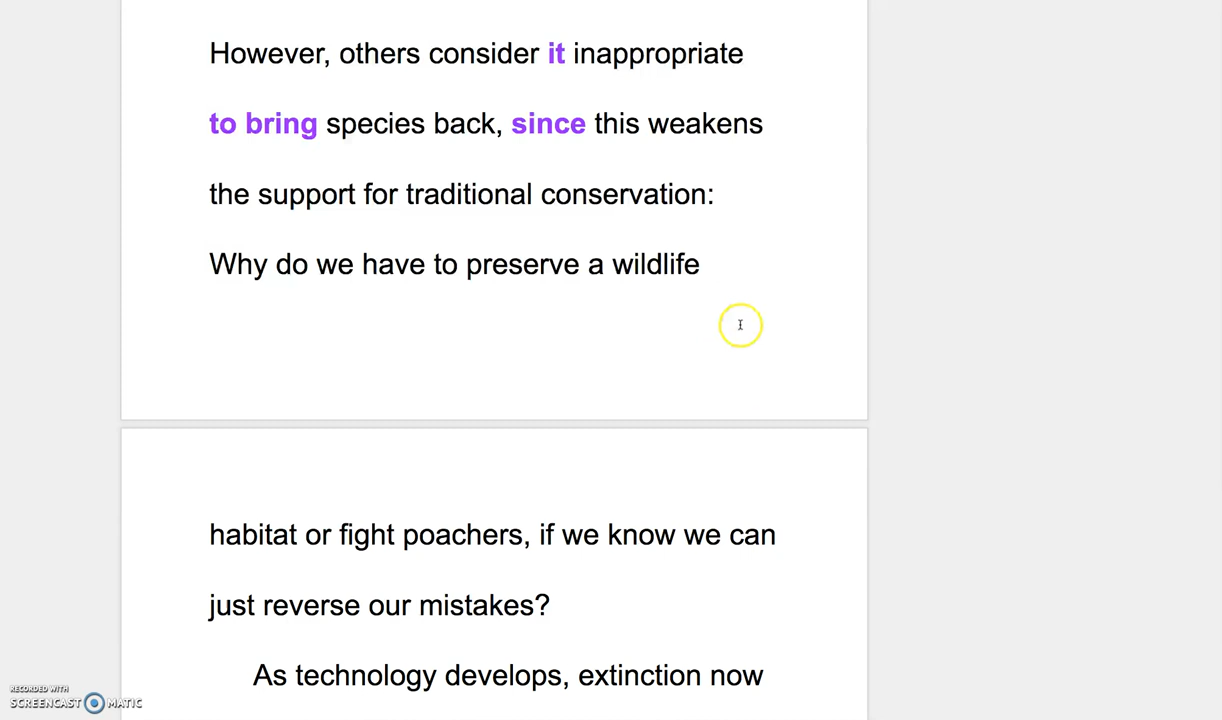 However, others consider it inappropriate
to bring species back, since this weakens
the support for traditional conservation:
Why do we have to preserve a wildlife
habitat or fight poachers, if we know we can
just reverse our mistakes?
As technology develops, extinction now
RECORDED WITH
SCREENCAST MATIC